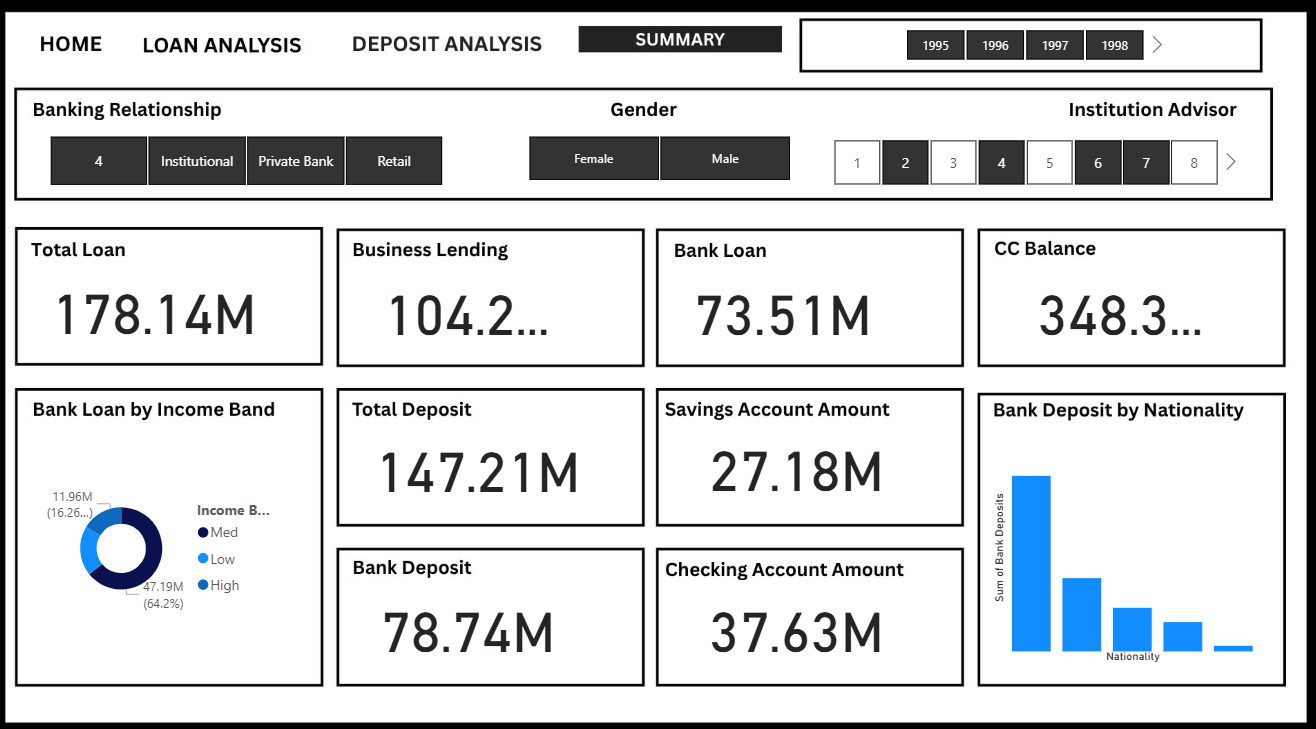 HOME
LOAN ANALYSIS
DEPOSIT ANALYSIS
SUMMARY
1995
1996
1997
1998
Banking Relationship
4
Institutional
Private Bank
Retail
Gender
Female
Male
Institution Advisor
1
2
3
4
5
6
7
8
Total Loan
178.14M
Business Lending
104.2...
Bank Loan
73.51M
CC Balance
348.3...
Bank Loan by Income Band
11.96M
(16.26...)
47.19M
(64.2%)
Income B...
Med
Low
High
Total Deposit
147.21M
Savings Account Amount
27.18M
Bank Deposit
78.74M
Checking Account Amount
37.63M
Bank Deposit by Nationality
Sum of Bank Deposits
Nationality